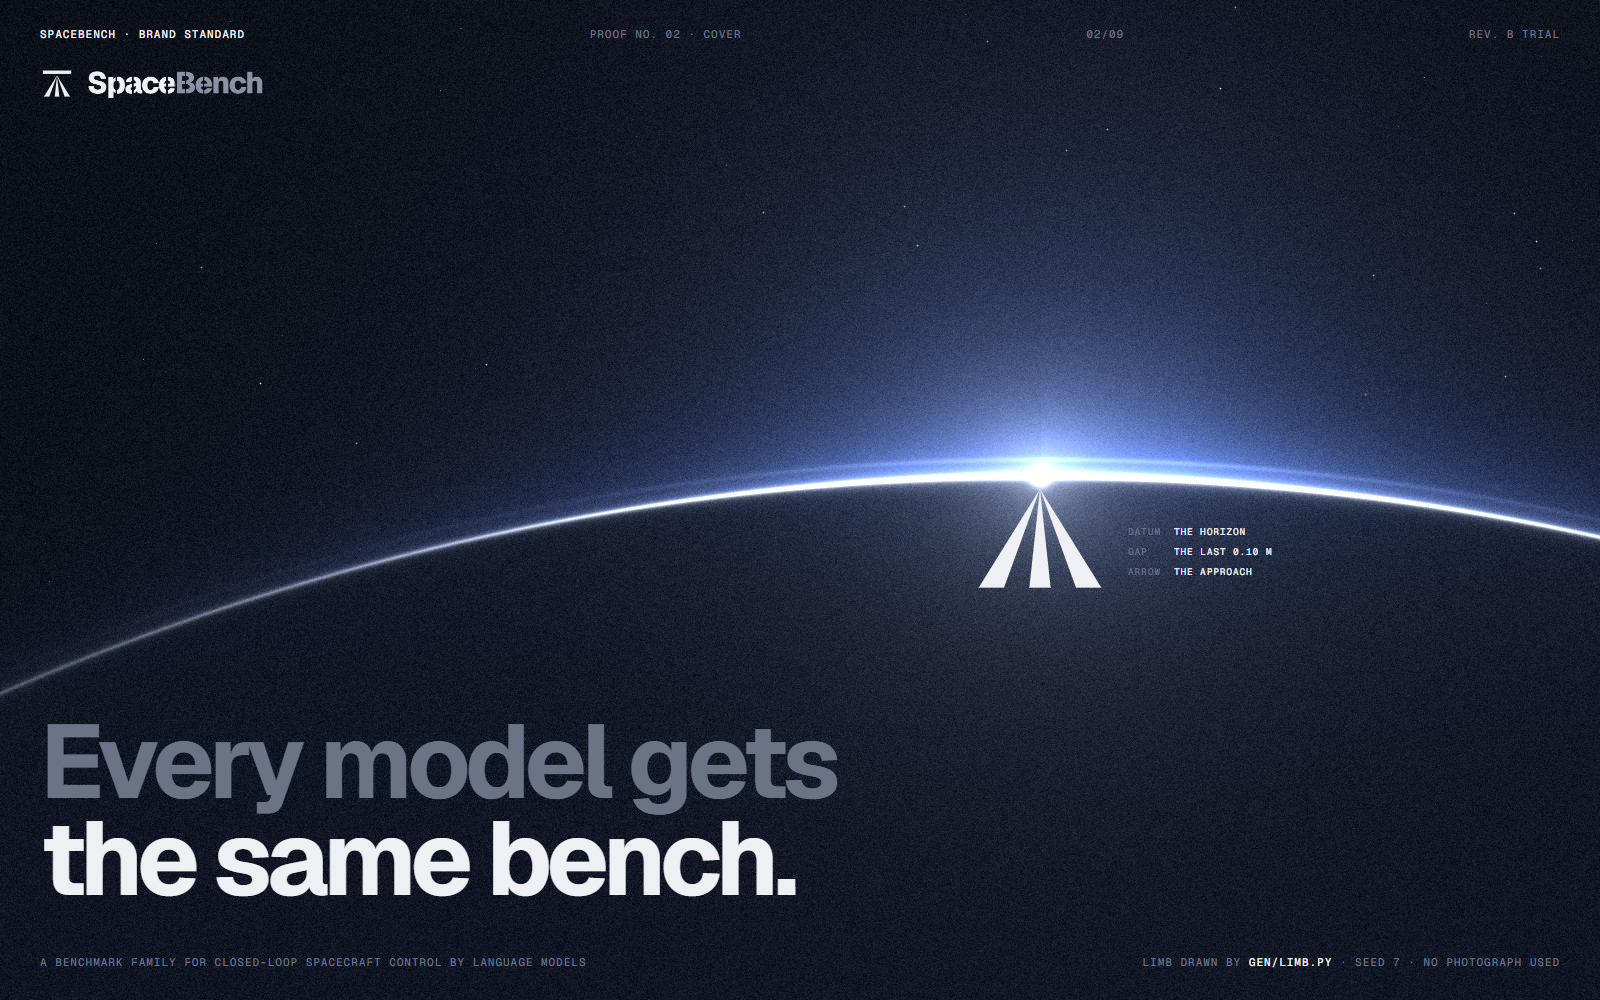 SPACEBENCH · BRAND STANDARD
PROOF NO. 02 · COVER
02/09
REV. B TRIAL
SpaceBench
DATUM THE HORIZON
GAP THE LAST 0.10 M
ARROW THE APPROACH
Every model gets
the same bench.
A BENCHMARK FAMILY FOR CLOSED-LOOP SPACECRAFT CONTROL BY LANGUAGE MODELS
LIMB DRAWN BY GEN/LIMB.PY · SEED 7 · NO PHOTOGRAPH USED